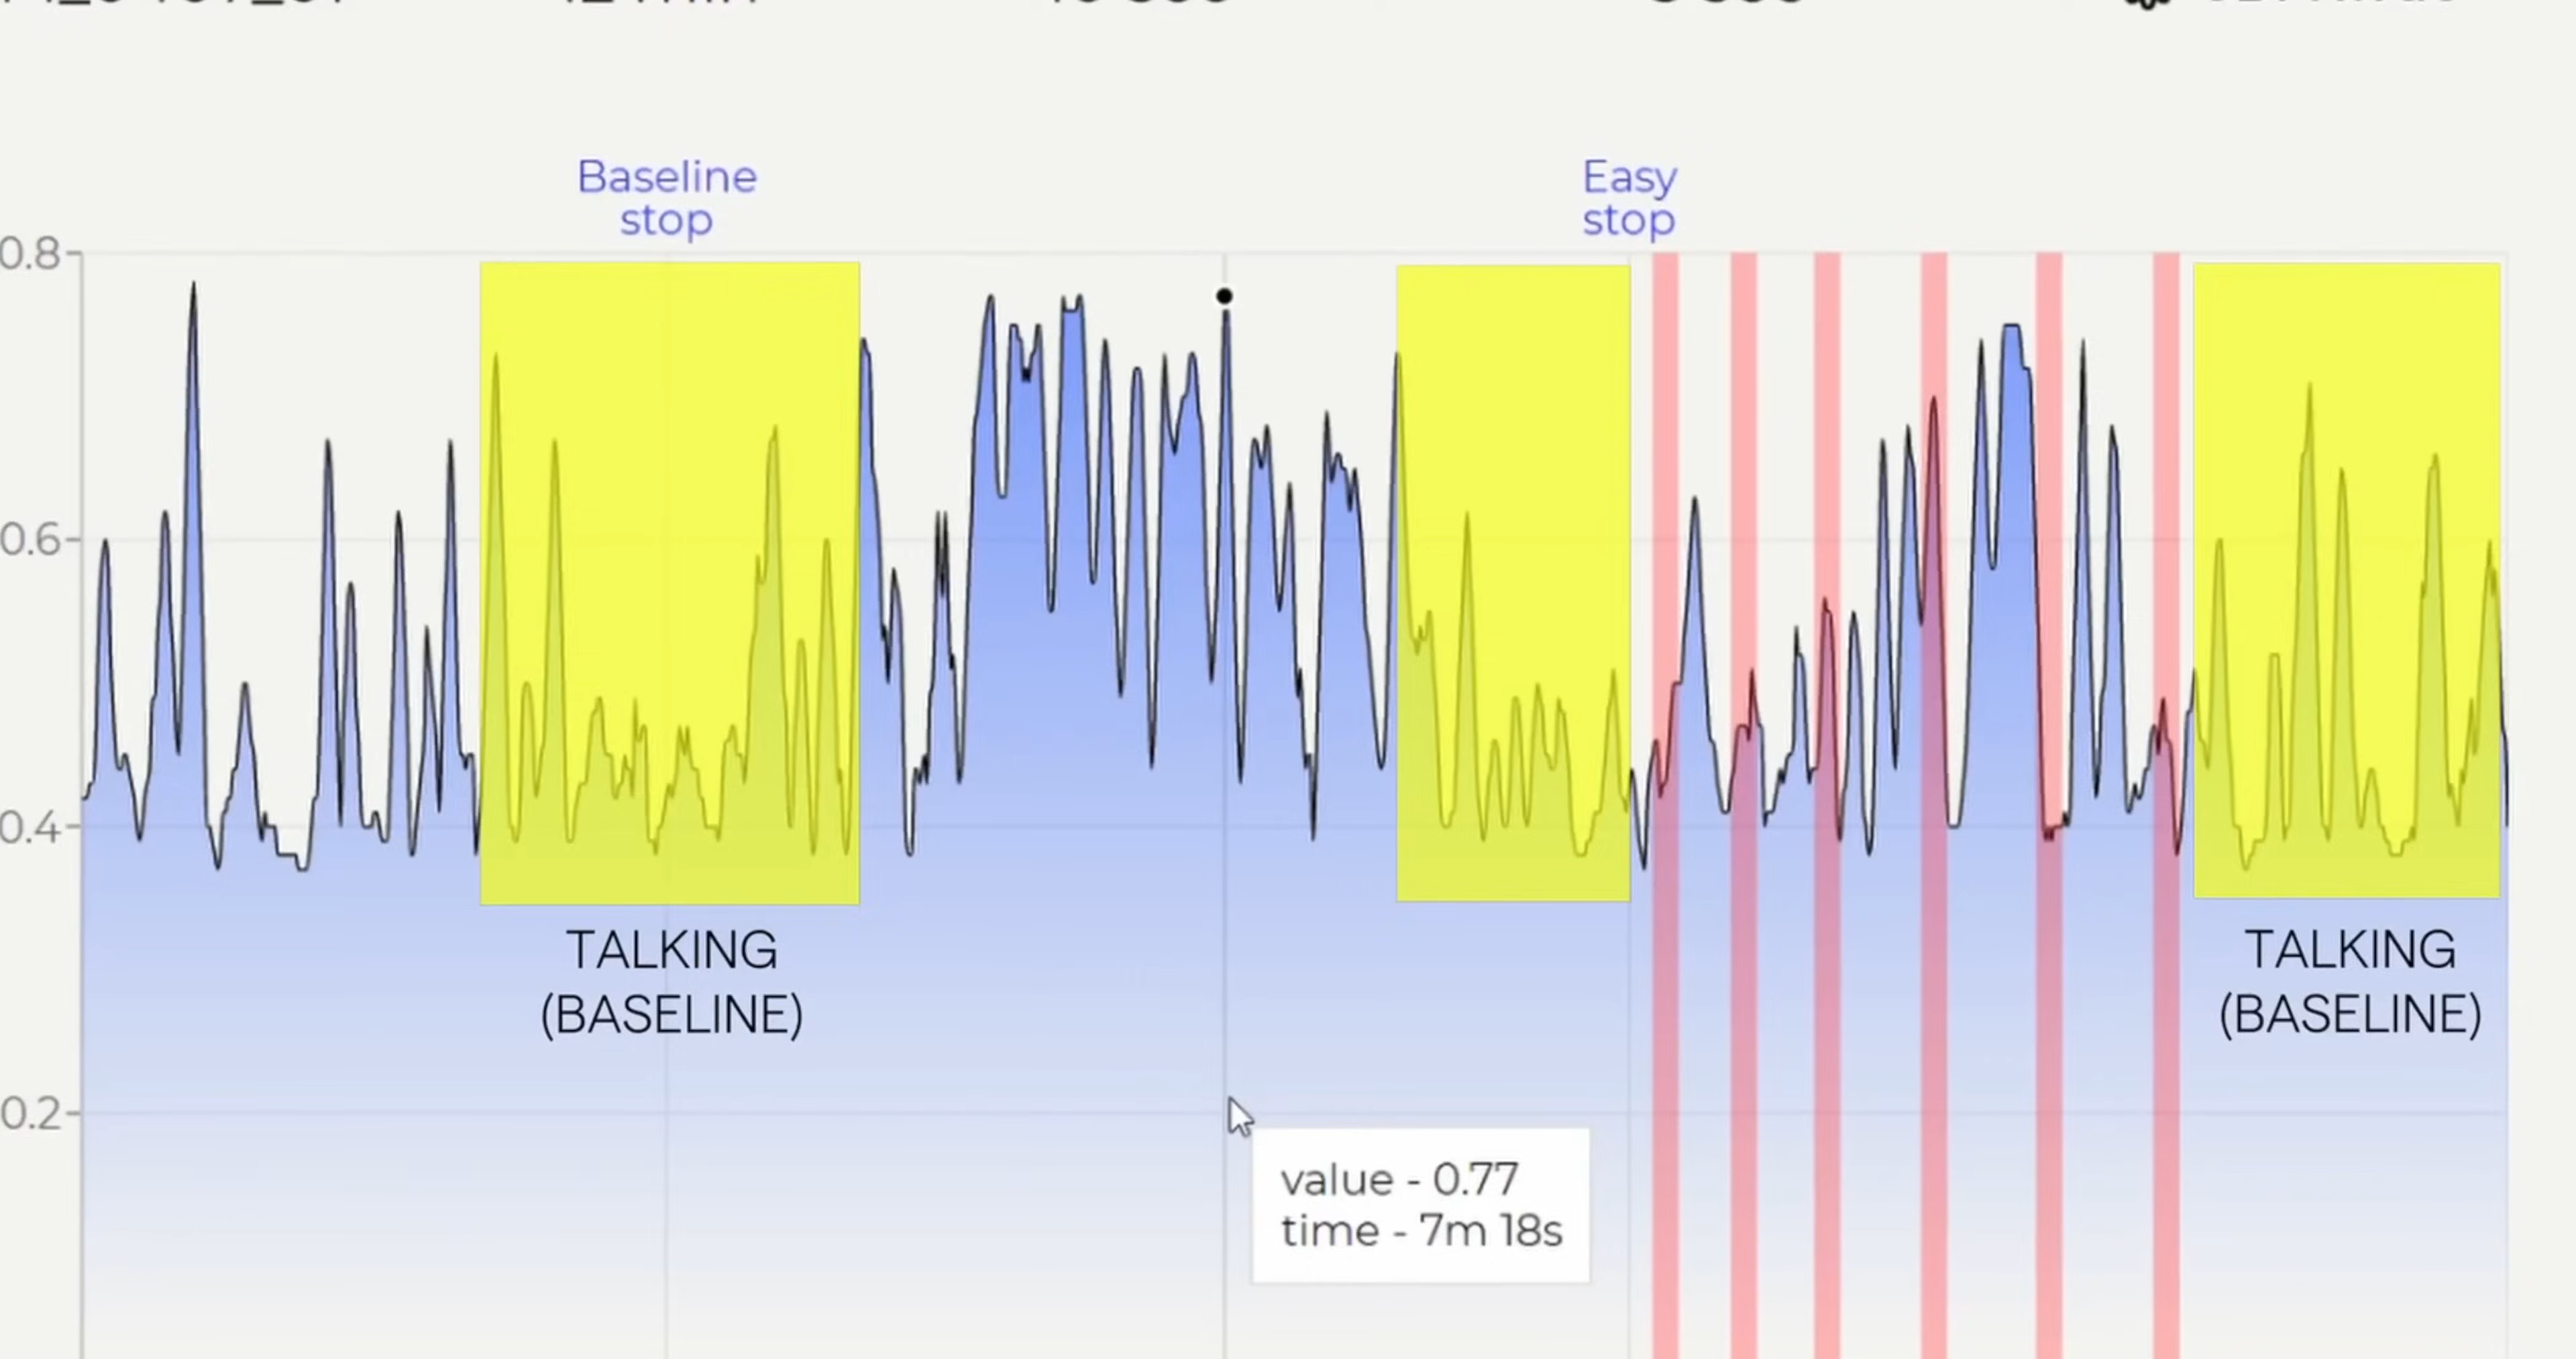 Baseline
stop
Easy
stop
0.8
0.6
0.4
0.2
TALKING
(BASELINE)
TALKING
(BASELINE)
value - 0.77
time - 7m 18s